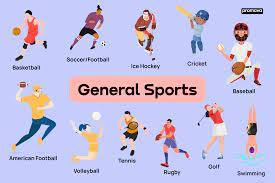 promova
Basketball
Soccer/Football
Ice Hockey
Cricket
Baseball
General Sports
American Football
Volleyball
Tennis
Rugby
Golf
Swimming